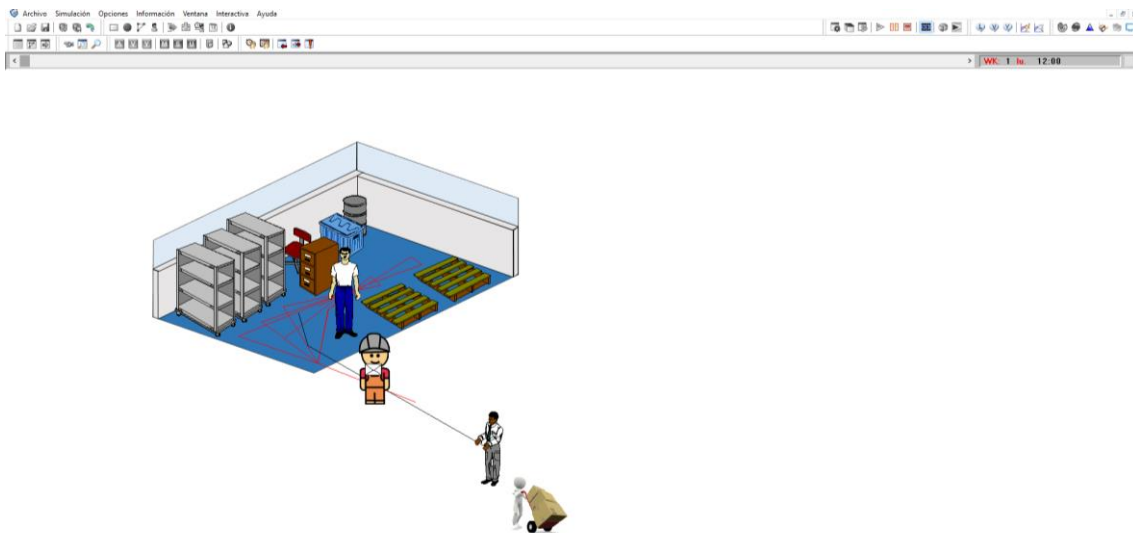 Archivo Simulación Opciones Información Ventana Interactiva Ayuda
WK: 1 lu. 12:00